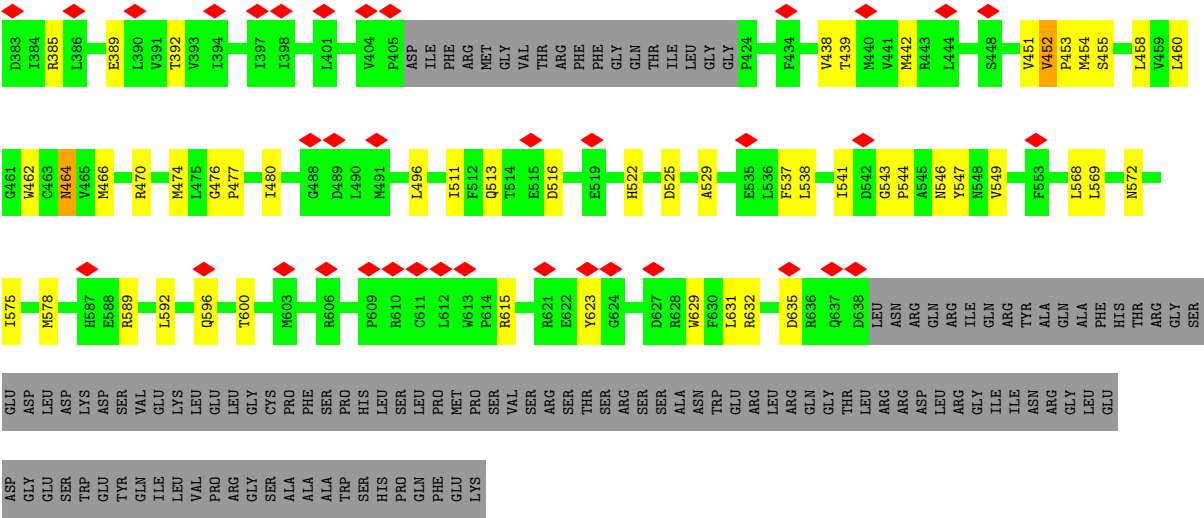 D383 I384 R385 L386 E389 L390 V391 T392 V393 I394 I397 I398 L401 V404 P405 ASP ILE PHE ARG MET GLY VAL THR ARG PHE PHE GLY GLN THR ILE LEU GLY GLY P424 F434 V438 T439 M440 V441 M442 R443 L444 S448 V451 V452 P453 M454 S455 L458 V459 L460
G461 W462 C463 N464 V465 M466 R470 M474 L475 G476 P477 I480 G488 D489 L490 M491 L496 I511 F512 Q513 T514 E515 D516 E519 H522 D525 A529 E535 L536 F537 L538 I541 D542 G543 P544 A545 N546 Y547 N548 V549 F553 L568 L569 N572
I575 M578 H587 E588 R589 L592 Q596 T600 M603 R606 P609 R610 C611 L612 W613 P614 R615 R621 E622 Y623 G624 D627 R628 W629 F630 L631 R632 D635 R636 Q637 D638 LEU ASN ARG GLN ARG ILE GLN ARG TYR ALA GLN ALA PHE HIS THR ARG GLY SER
GLU ASP LEU ASP LYS ASP SER VAL GLU LYS LEU GLU LEU GLY CYS PRO PHE SER PRO HIS LEU SER LEU PRO MET PRO SER VAL SER ARG SER THR SER ARG SER SER ALA ASN TRP GLU ARG LEU ARG GLN GLY THR LEU ARG ARG ASP LEU ARG GLY ILE ILE ASN ARG GLY LEU GLU
ASP GLY GLU SER TRP GLU TYR GLN ILE LEU VAL PRO ARG GLY SER ALA ALA ALA TRP SER HIS PRO GLN PHE GLU LYS